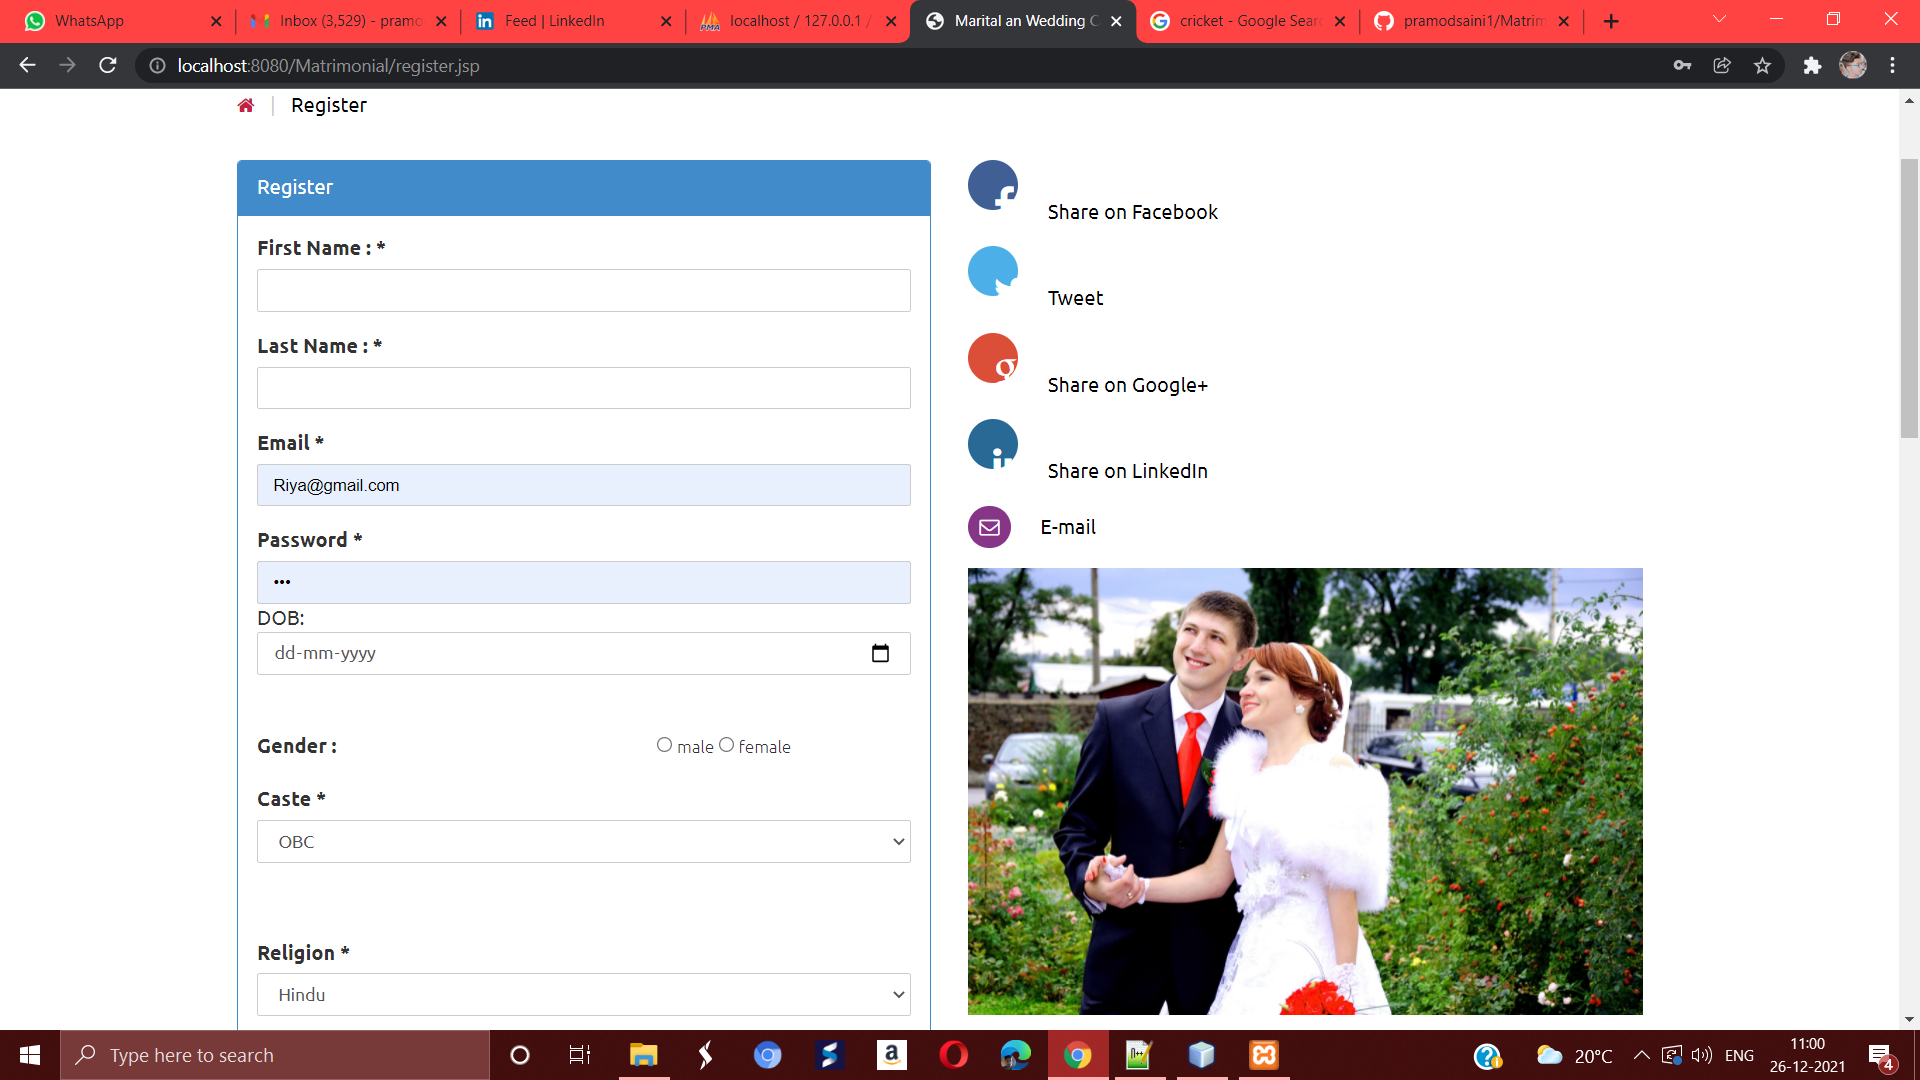 WhatsApp
Inbox (3,529) - pramo
Feed | LinkedIn
localhost / 127.0.0.1 /
Marital an Wedding C
cricket - Google Sear
pramodsaini1/Matrim
localhost:8080/Matrimonial/register.jsp
| Register
Register
First Name : *
Last Name : *
Email *
Riya@gmail.com
Password *
•••
DOB:
dd-mm-yyyy
Gender :
male female
Caste *
OBC
Religion *
Hindu
Share on Facebook
Tweet
Share on Google+
Share on LinkedIn
E-mail
Type here to search
20°C
ENG
11:00
26-12-2021
4